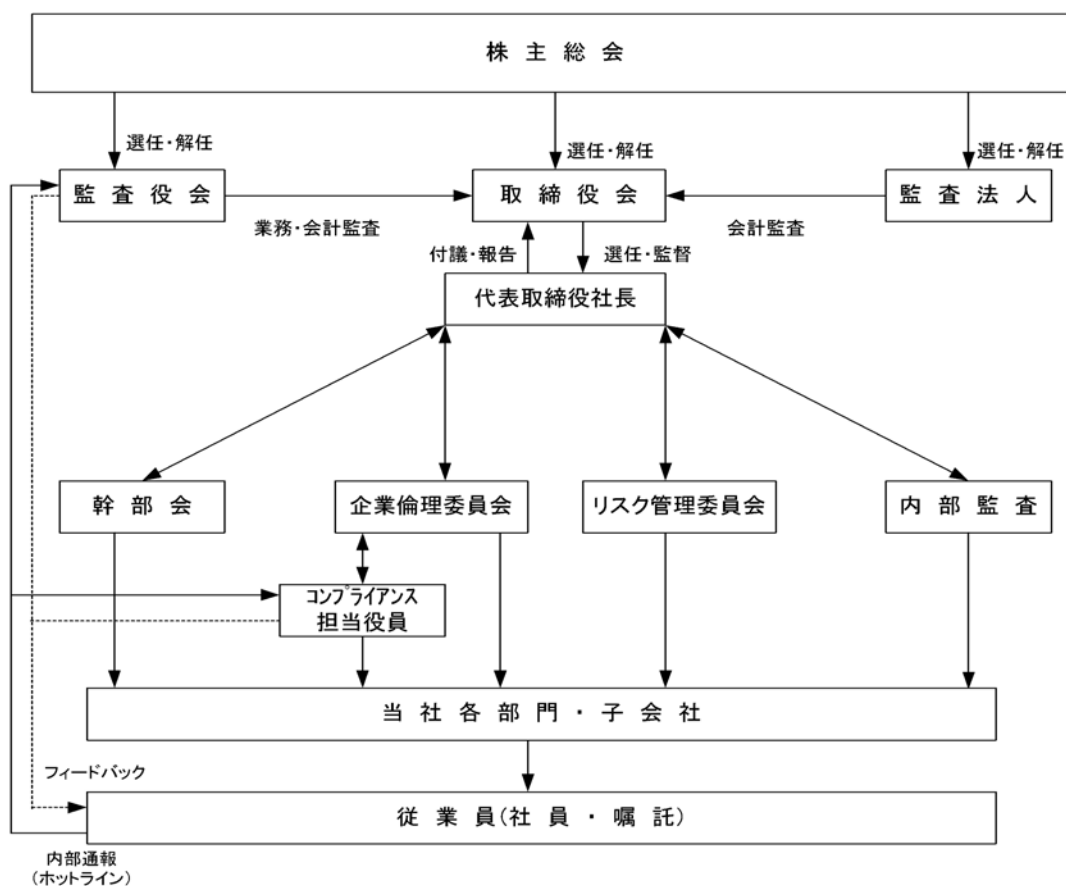 株主総会
選任・解任
選任・解任
選任・解任
監査役会
取締役会
監査法人
業務・会計監査
会計監査
付議・報告
選任・監督
代表取締役社長
幹部会
企業倫理委員会
リスク管理委員会
内部監査
コンプライアンス
担当役員
当社各部門・子会社
フィードバック
従業員(社員・嘱託)
内部通報
(ホットライン)